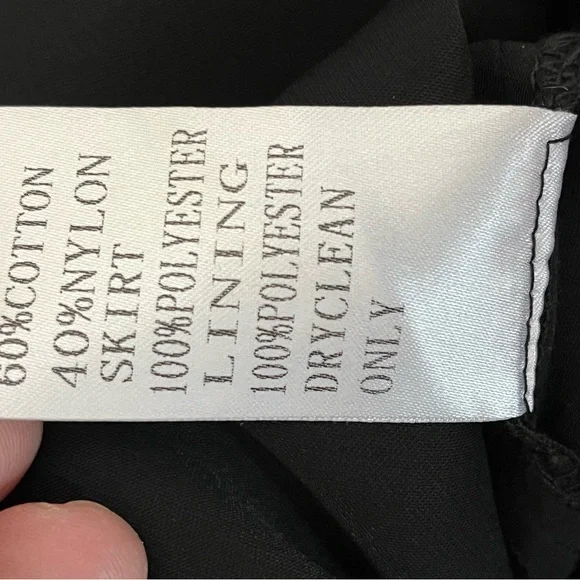 60%COTTON
40%NYLON
SKIRT
100%POLYESTER
LINING
100%POLYESTER
DRYCLEAN
ONLY